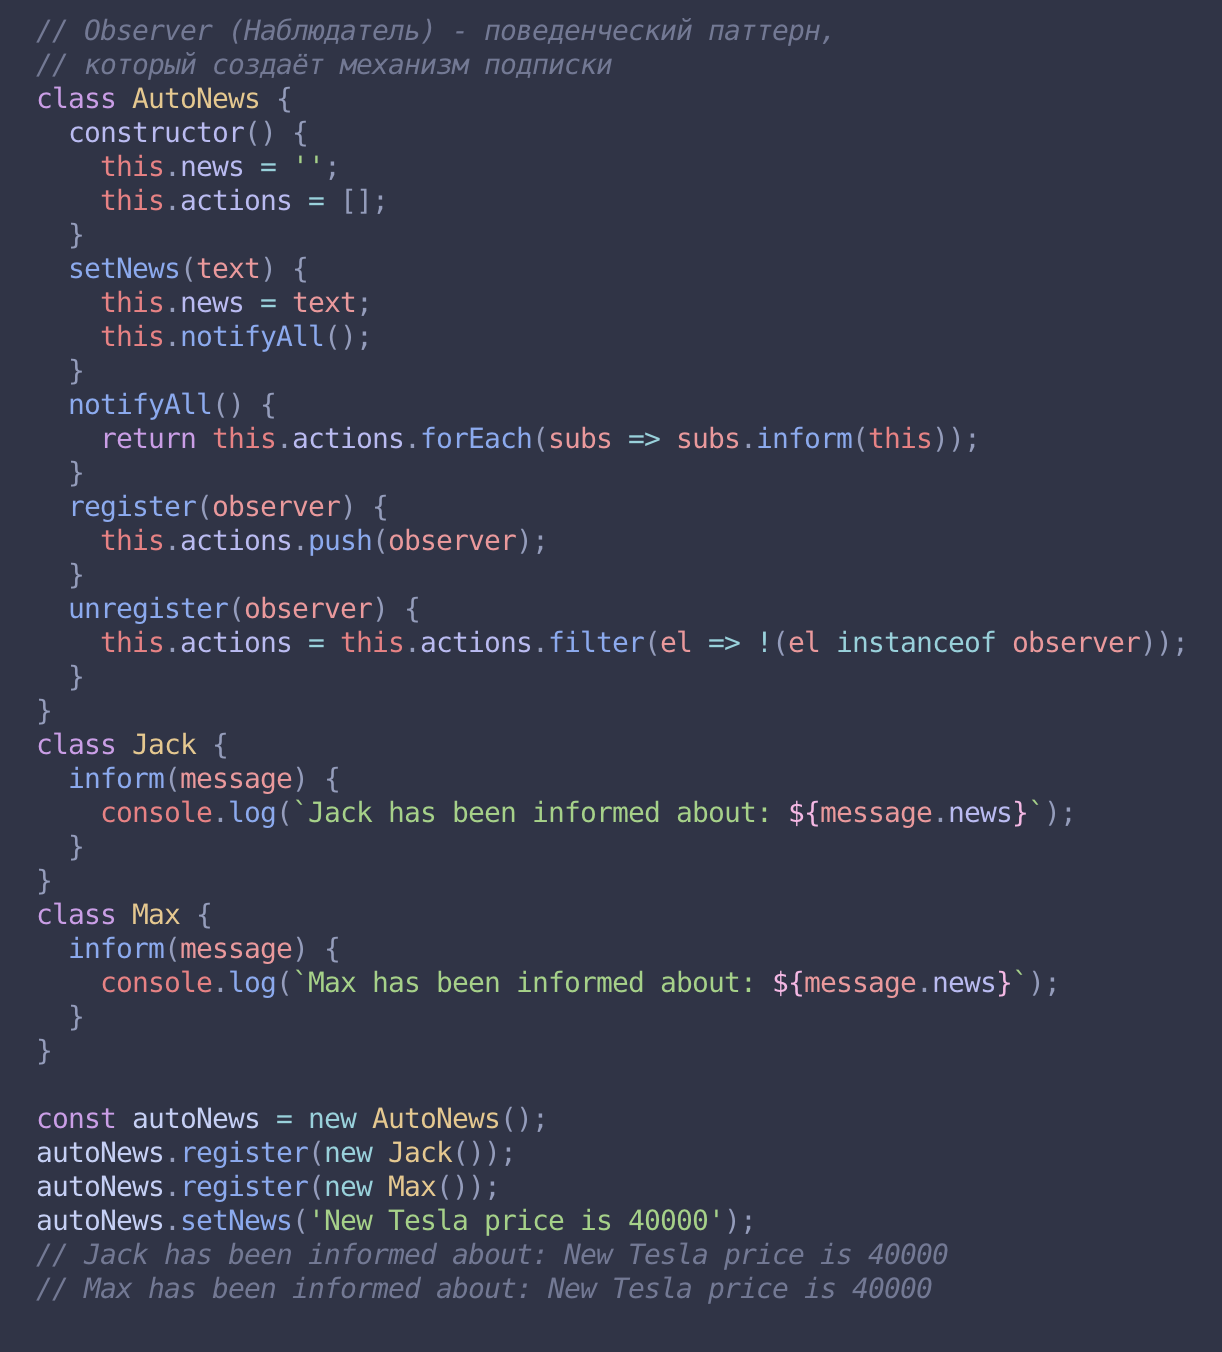 // Observer (Наблюдатель) - поведенческий паттерн,
// который создаёт механизм подписки
class AutoNews {
  constructor() {
    this.news = '';
    this.actions = [];
  }
  setNews(text) {
    this.news = text;
    this.notifyAll();
  }
  notifyAll() {
    return this.actions.forEach(subs => subs.inform(this));
  }
  register(observer) {
    this.actions.push(observer);
  }
  unregister(observer) {
    this.actions = this.actions.filter(el => !(el instanceof observer));
  }
}
class Jack {
  inform(message) {
    console.log(`Jack has been informed about: ${message.news}`);
  }
}
class Max {
  inform(message) {
    console.log(`Max has been informed about: ${message.news}`);
  }
}

const autoNews = new AutoNews();
autoNews.register(new Jack());
autoNews.register(new Max());
autoNews.setNews('New Tesla price is 40000');
// Jack has been informed about: New Tesla price is 40000
// Max has been informed about: New Tesla price is 40000